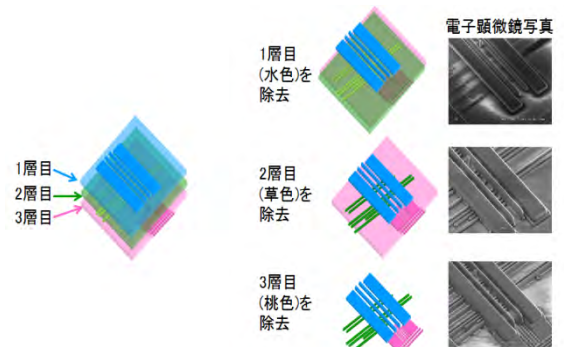 電子顕微鏡写真
1層目
(水色)を
除去
1層目
2層目
3層目
2層目
(草色)を
除去
3層目
(桃色)を
除去